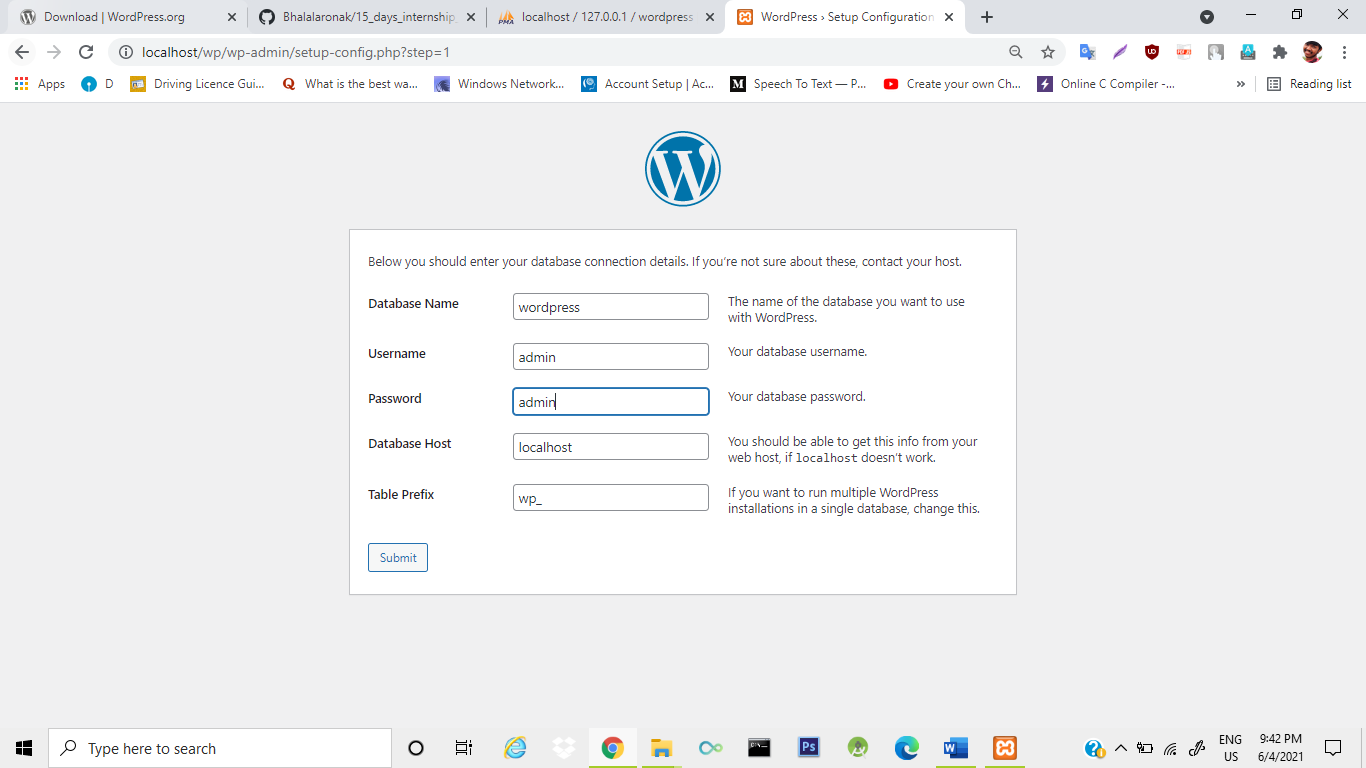 Download | WordPress.org
Bhalalaronak/15_days_internship
localhost / 127.0.0.1 / wordpress
WordPress › Setup Configuration
localhost/wp/wp-admin/setup-config.php?step=1
Apps
D
Driving Licence Gui...
What is the best wa...
Windows Network...
Account Setup | Ac...
Speech To Text — P...
Create your own Ch...
Online C Compiler -...
»
Reading list
Below you should enter your database connection details. If you’re not sure about these, contact your host.
Database Name
wordpress
The name of the database you want to use
with WordPress.
Username
admin
Your database username.
Password
admin
Your database password.
Database Host
localhost
You should be able to get this info from your
web host, if localhost doesn’t work.
Table Prefix
wp_
If you want to run multiple WordPress
installations in a single database, change this.
Submit
Type here to search
Ps
ENG
US
9:42 PM
6/4/2021